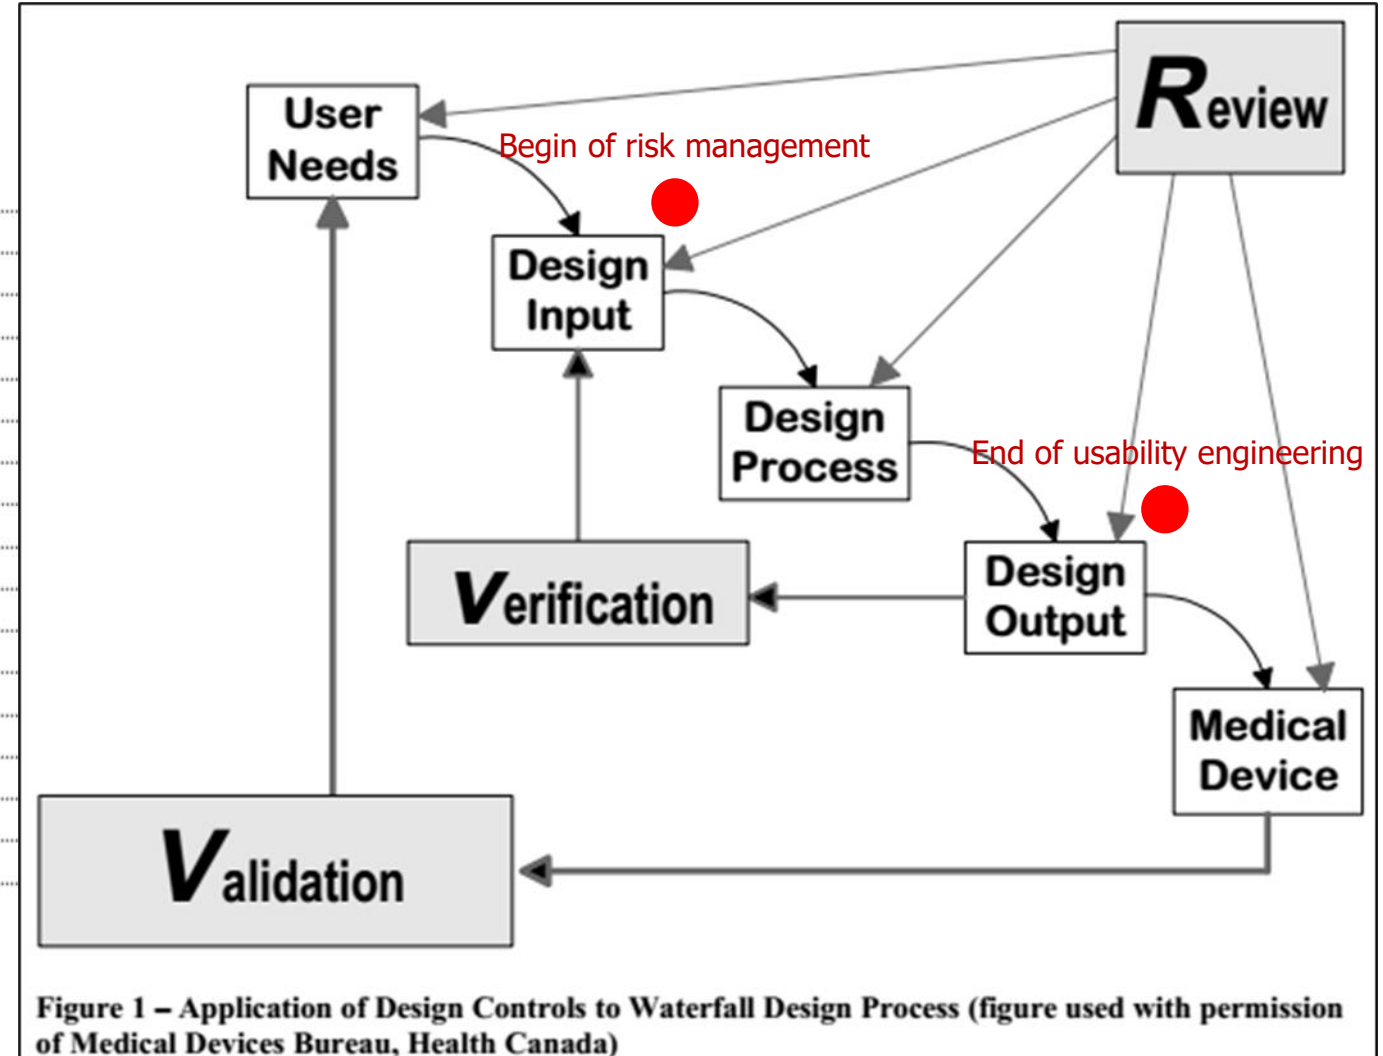 Review
User
Needs
Begin of risk management
Design
Input
Design
Process
End of usability engineering
Design
Output
Verification
Medical
Device
Validation
Figure 1 – Application of Design Controls to Waterfall Design Process (figure used with permission
of Medical Devices Bureau, Health Canada)